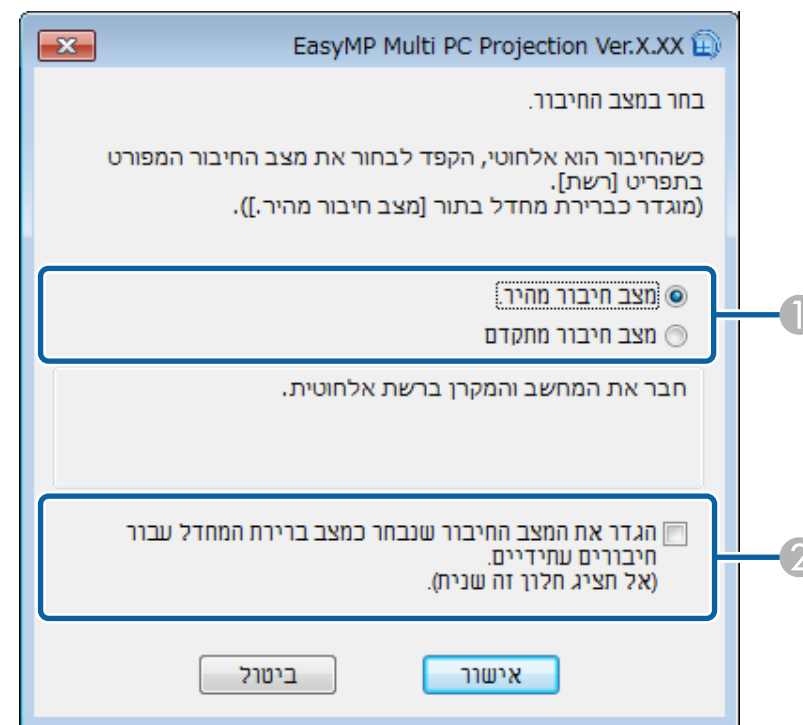 EasyMP Multi PC Projection Ver.X.XX
בחר במצב החיבור.
כשהחיבור הוא אלחוטי, הקפד לבחור את מצב החיבור המפורט
בתפריט [רשת].
(מוגדר כברירת מחדל בתור [מצב חיבור מהיר.]).
מצב חיבור מהיר.
1
מצב חיבור מתקדם
חבר את המחשב והמקרן ברשת אלחוטית.
הגדר את המצב החיבור שנבחר כמצב ברירת המחדל עבור
חיבורים עתידיים.
2
(אל תציג חלון זה שנית).
אישור
ביטול